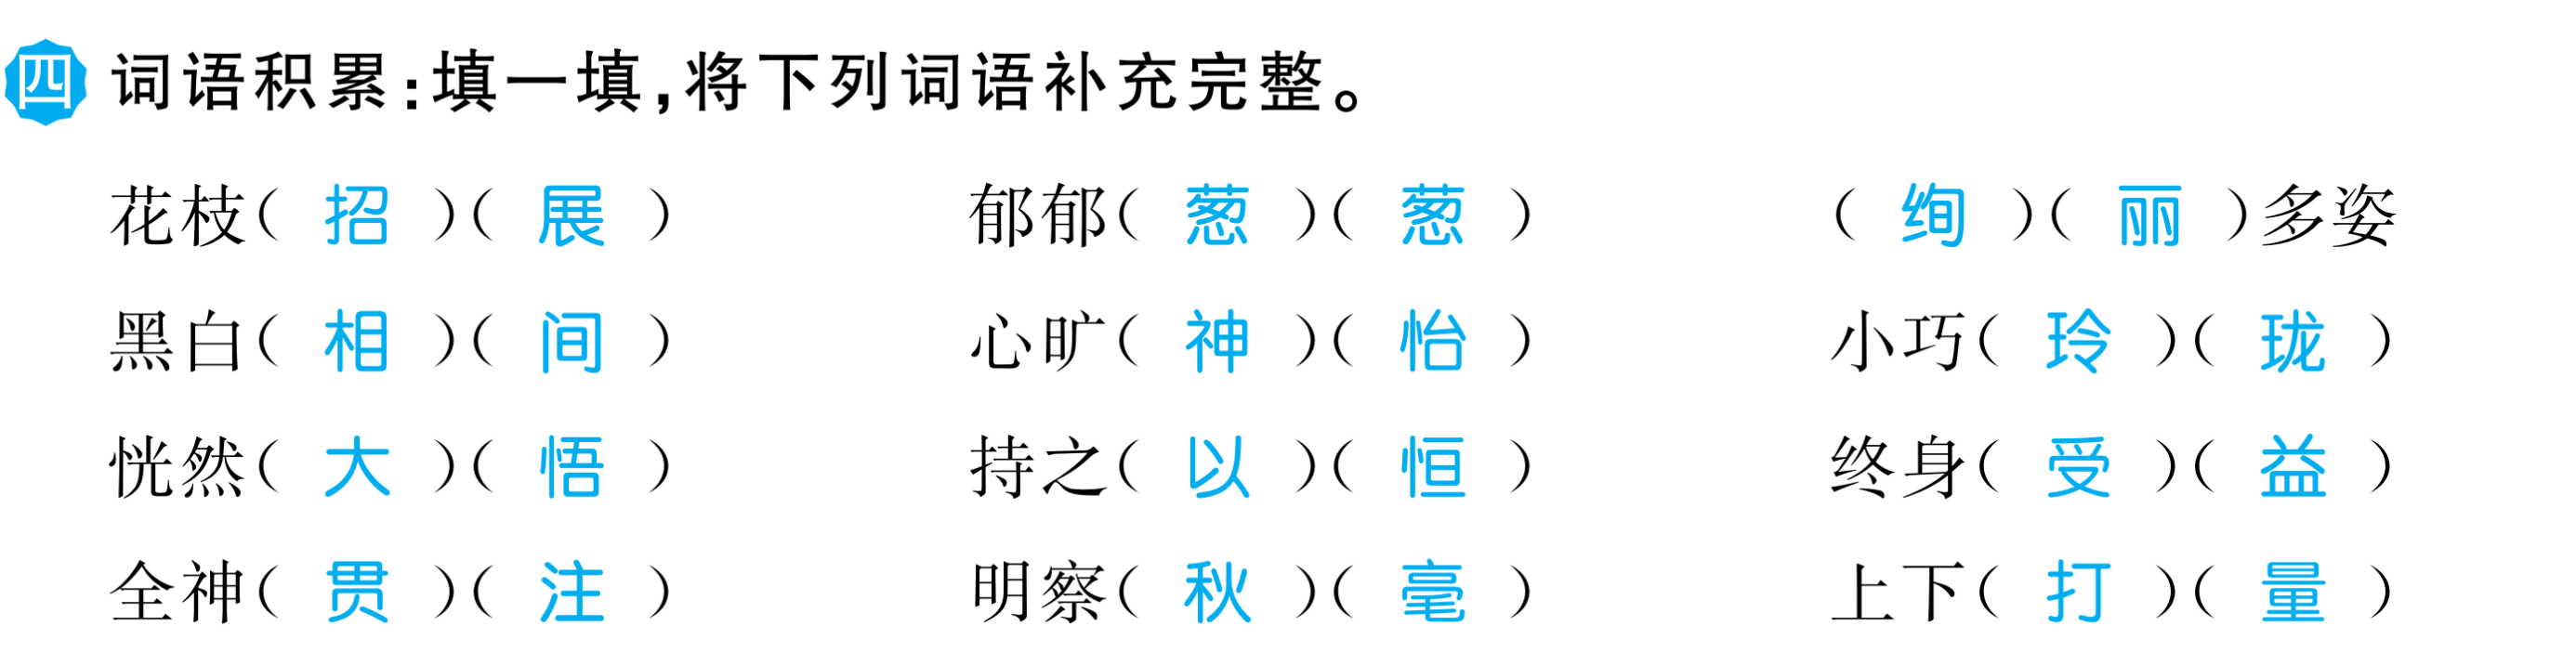 四 词语积累:填一填,将下列词语补充完整。
花枝( 招 )( 展 ) 郁郁( 葱 )( 葱 ) ( 绚 )( 丽 )多姿
黑白( 相 )( 间 ) 心旷( 神 )( 怡 ) 小巧( 玲 )( 珑 )
恍然( 大 )( 悟 ) 持之( 以 )( 恒 ) 终身( 受 )( 益 )
全神( 贯 )( 注 ) 明察( 秋 )( 毫 ) 上下( 打 )( 量 )